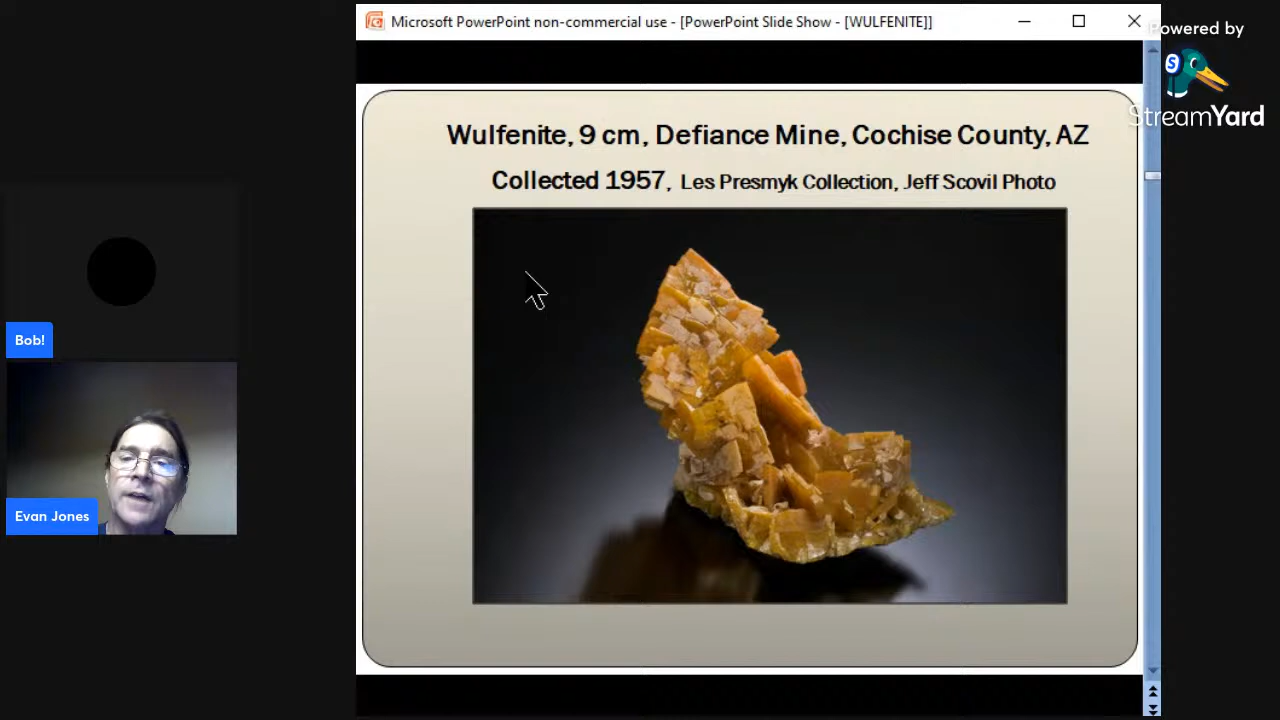 Microsoft PowerPoint non-commercial use - [PowerPoint Slide Show - [WULFENITE]]
Powered by
S
StreamYard
Wulfenite, 9 cm, Defiance Mine, Cochise County, AZ
Collected 1957, Les Presmyk Collection, Jeff Scovil Photo
Bob!
Evan Jones